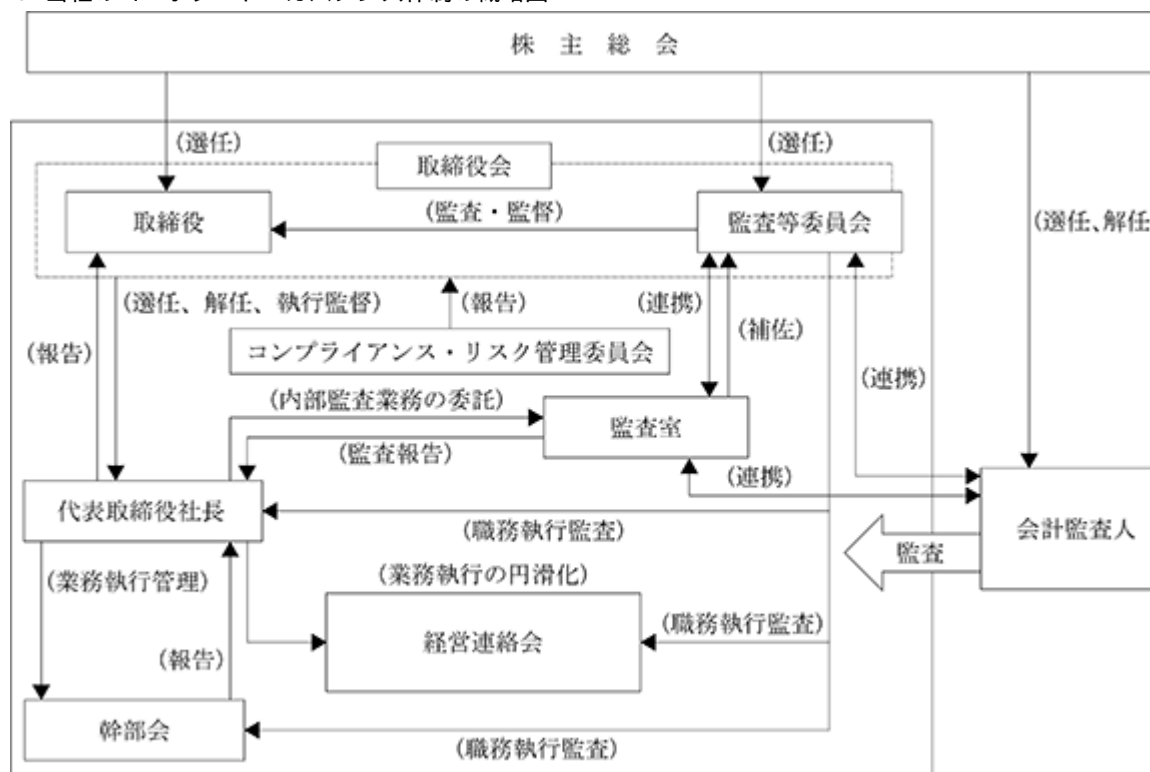 株主総会
(選任)
(選任)
取締役会
取締役
(監査・監督)
監査等委員会
(選任、解任)
(選任、解任、執行監督)
(報告)
(連携)
(補佐)
(報告)
コンプライアンス・リスク管理委員会
(連携)
(内部監査業務の委託)
監査室
(監査報告)
(連携)
代表取締役社長
(職務執行監査)
会計監査人
監査
(業務執行管理)
(業務執行の円滑化)
経営連絡会
(職務執行監査)
(報告)
幹部会
(職務執行監査)